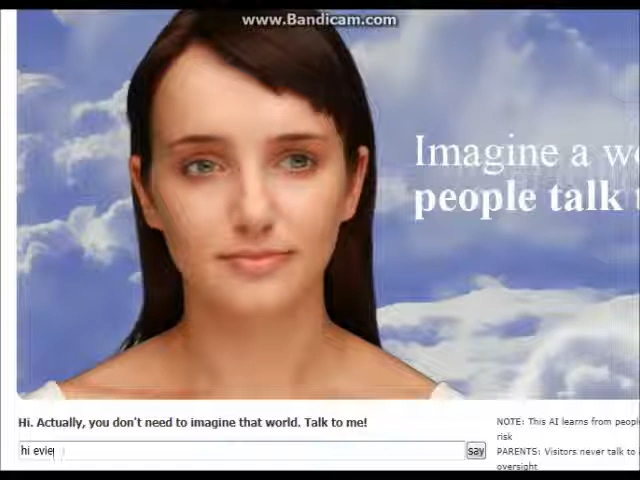 www.Bandicam.com
Imagine a wo
people talk t
Hi. Actually, you don't need to imagine that world. Talk to me!
hi evie
say
NOTE: This AI learns from peopl
risk
PARENTS: Visitors never talk to
oversight